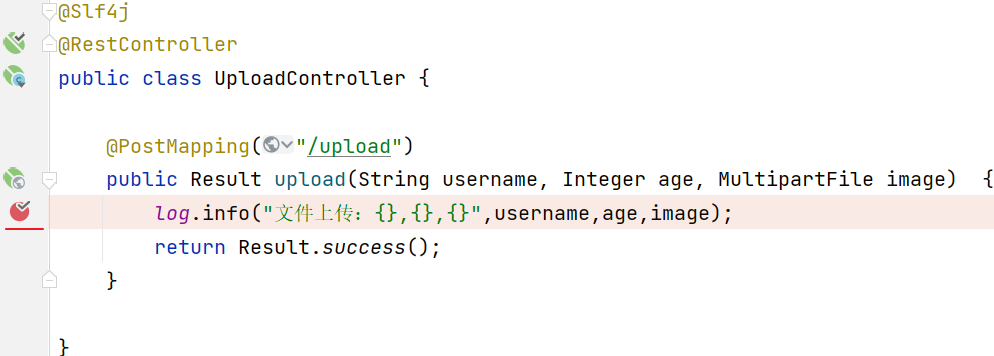 @Slf4j
@RestController
public class UploadController {
@PostMapping("/upload")
public Result upload(String username, Integer age, MultipartFile image) {
log.info("文件上传：{},{},{}",username,age,image);
return Result.success();
}
}